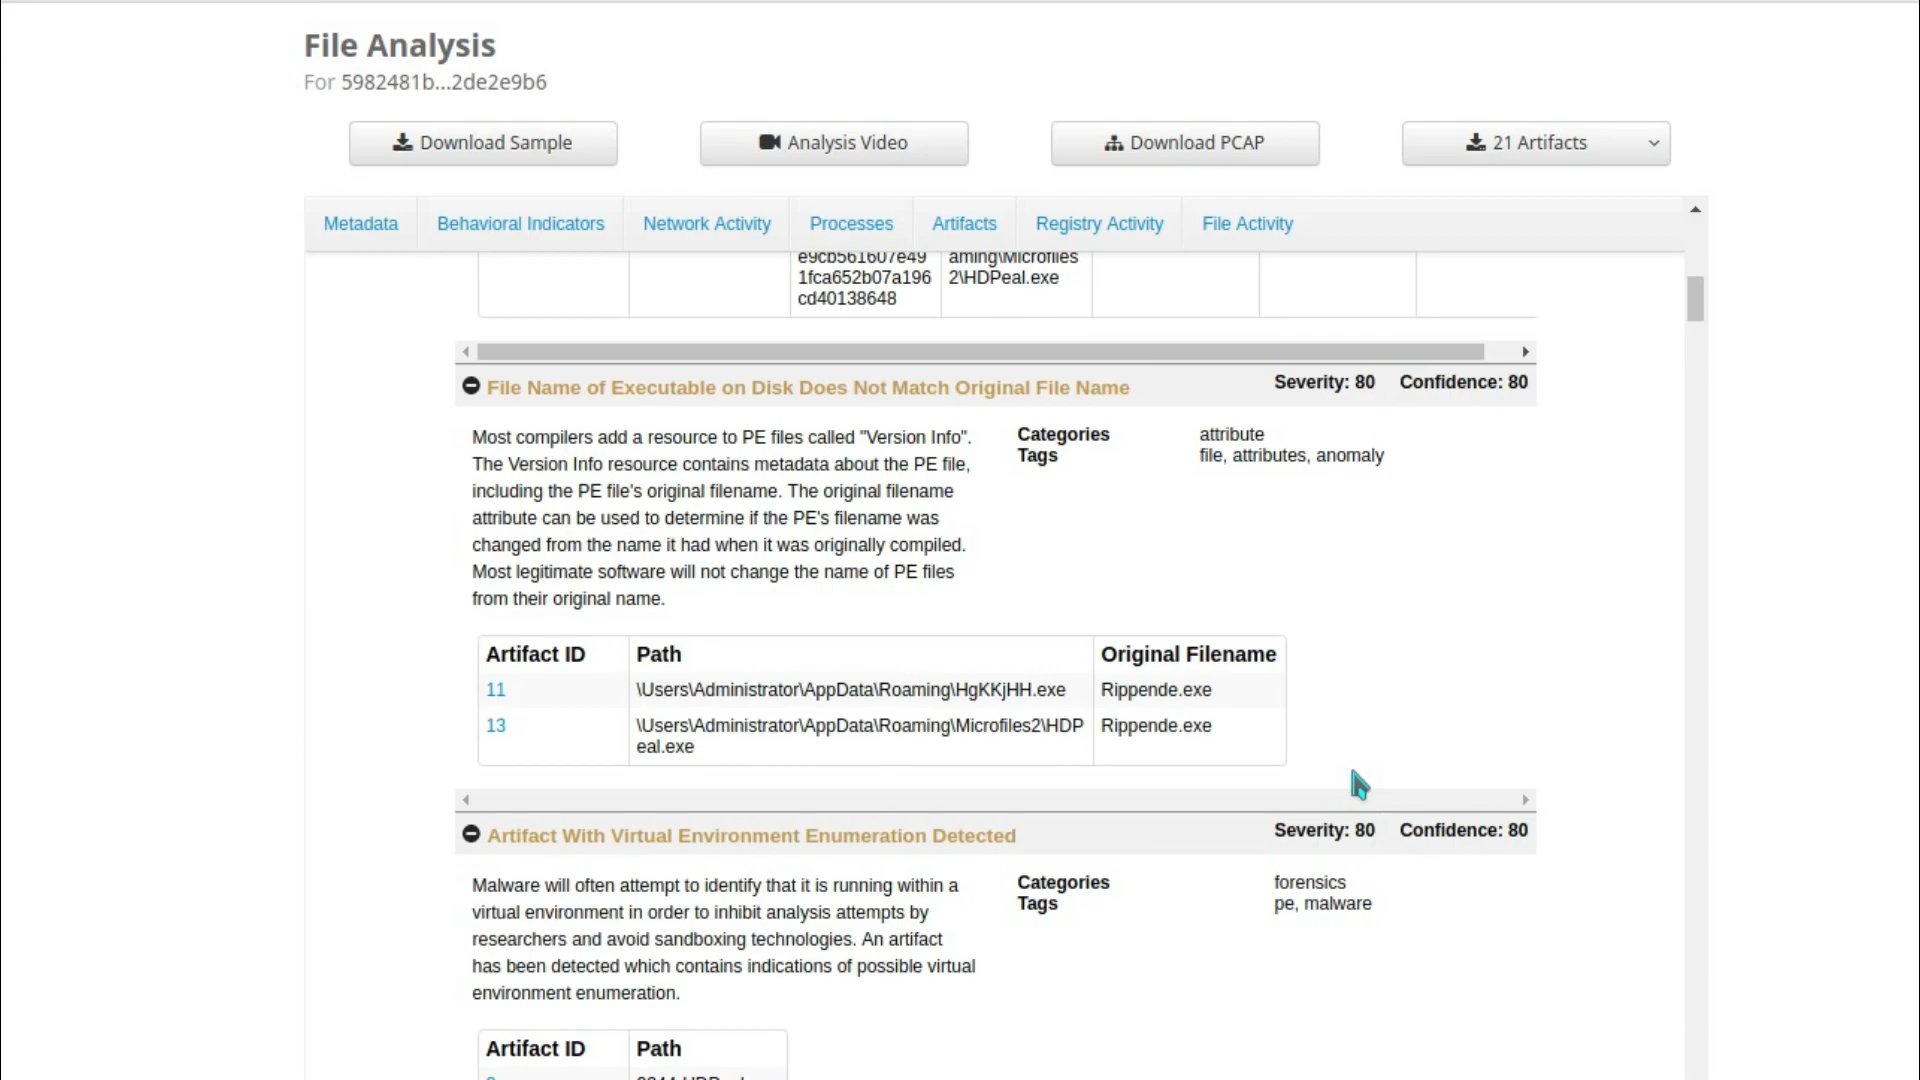 File Analysis
For 5982481b...2de2e9b6
Download Sample
Analysis Video
Download PCAP
21 Artifacts
Metadata
Behavioral Indicators
Network Activity
Processes
Artifacts
Registry Activity
File Activity
e9cb561607e49
1fca652b07a196
cd40138648
aming\Microfiles
2\HDPeal.exe
File Name of Executable on Disk Does Not Match Original File Name
Severity: 80 Confidence: 80
Most compilers add a resource to PE files called "Version Info".
The Version Info resource contains metadata about the PE file,
including the PE file's original filename. The original filename
attribute can be used to determine if the PE's filename was
changed from the name it had when it was originally compiled.
Most legitimate software will not change the name of PE files
from their original name.
Categories attribute
Tags file, attributes, anomaly
Artifact ID Path Original Filename
11 \Users\Administrator\AppData\Roaming\HgKKjHH.exe Rippende.exe
13 \Users\Administrator\AppData\Roaming\Microfiles2\HDP Rippende.exe
eal.exe
Artifact With Virtual Environment Enumeration Detected
Severity: 80 Confidence: 80
Malware will often attempt to identify that it is running within a
virtual environment in order to inhibit analysis attempts by
researchers and avoid sandboxing technologies. An artifact
has been detected which contains indications of possible virtual
environment enumeration.
Categories forensics
Tags pe, malware
Artifact ID Path